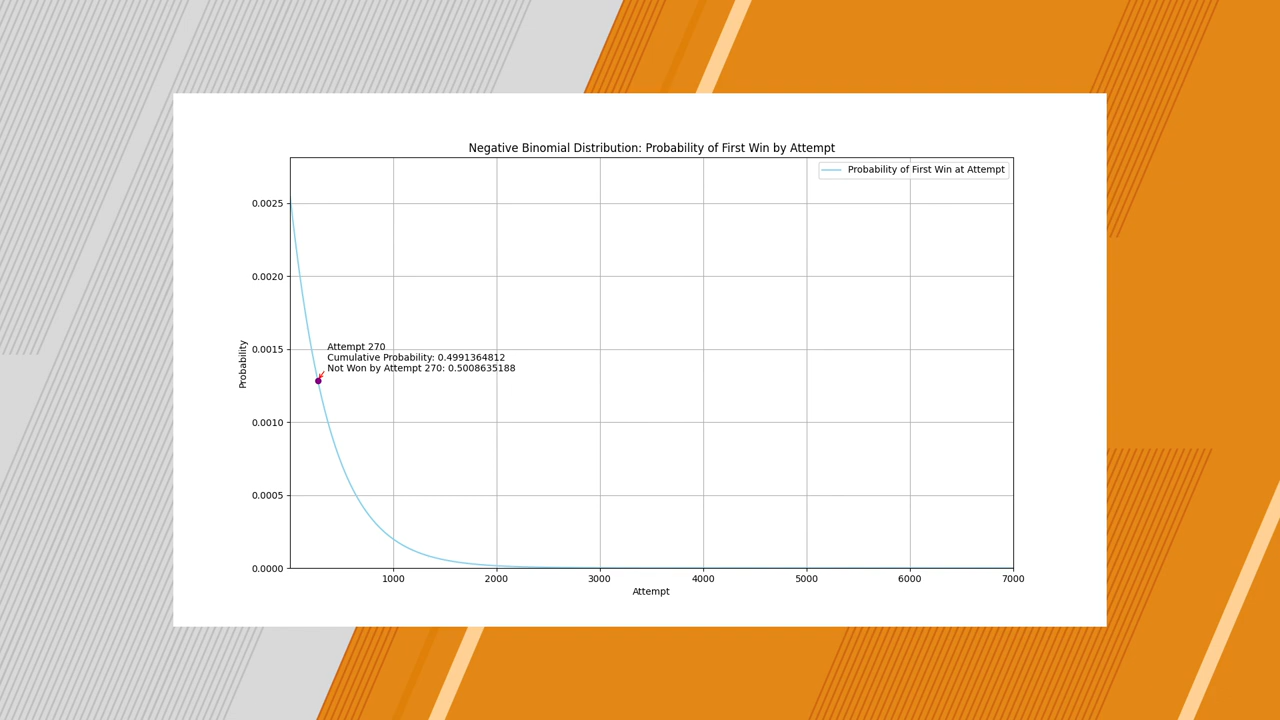 Negative Binomial Distribution: Probability of First Win by Attempt
Probability of First Win at Attempt
0.0025
0.0020
0.0015
0.0010
0.0005
0.0000
Probability
Attempt 270
Cumulative Probability: 0.4991364812
Not Won by Attempt 270: 0.5008635188
1000 2000 3000 4000 5000 6000 7000
Attempt